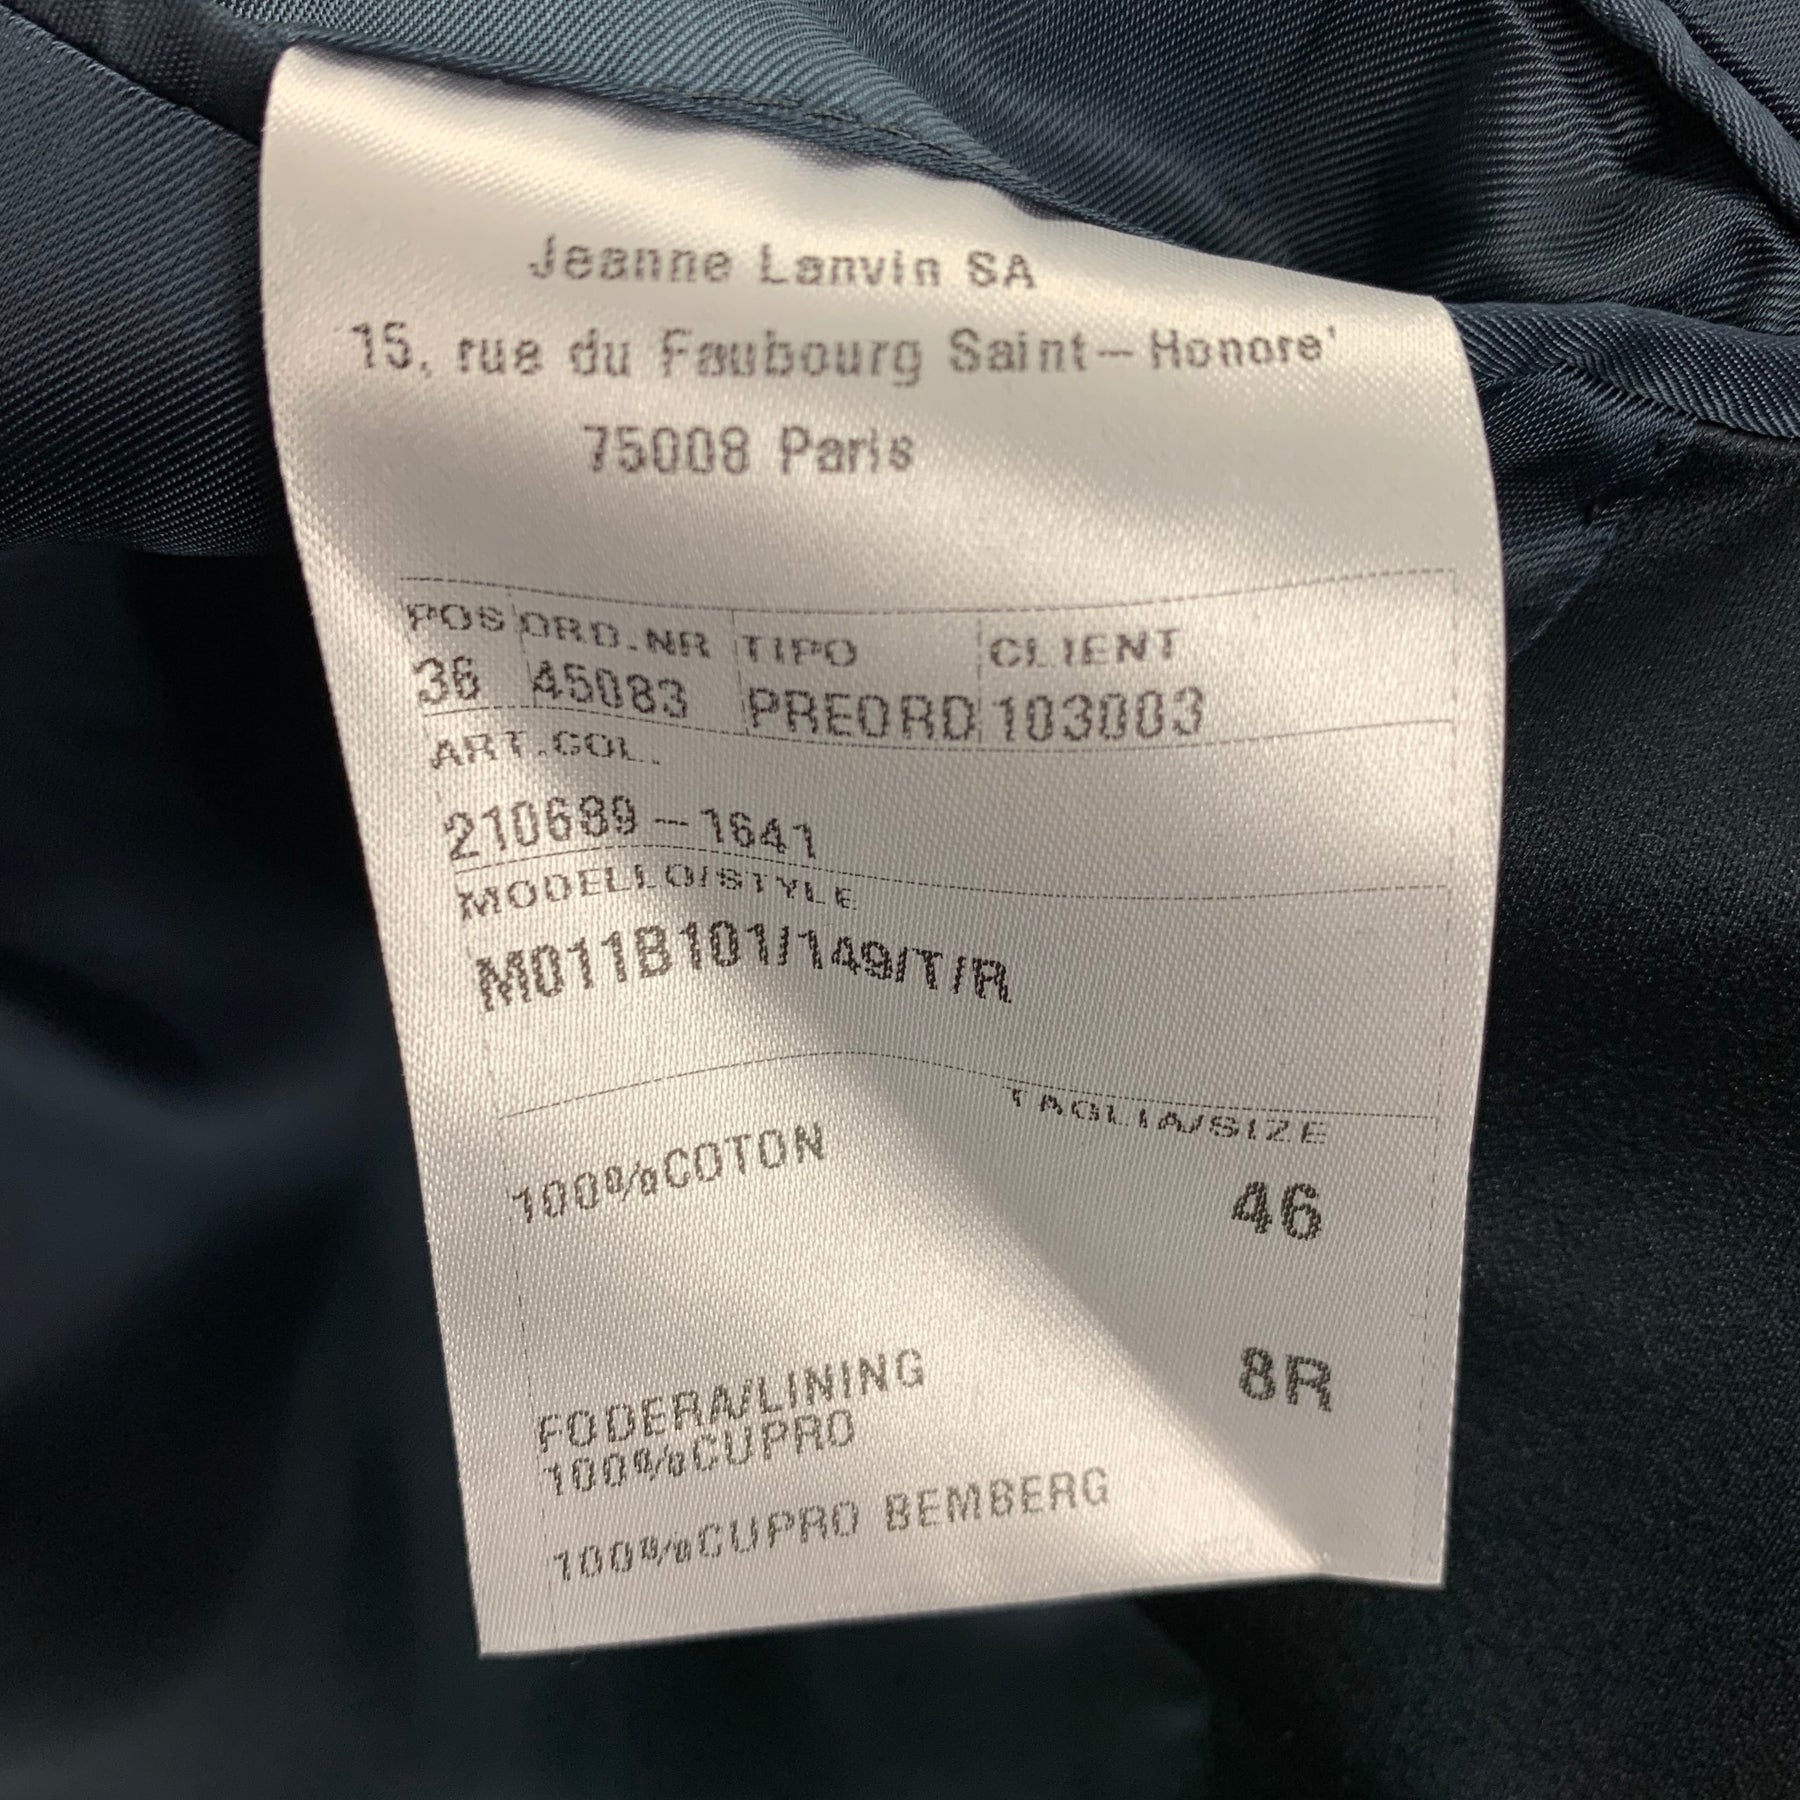 Jeanne Lanvin SA
15, rue du Faubourg Saint-Honore'
75008 Paris
POS ORD.NR TIPO CLIENT
36 45083 PREORD 103003
ART.COL.
210689-1641
MODELLO/STYLE
M011B101/149/T/R
TAGLIA/SIZE
100%COTON 46
8R
FODERA/LINING
100%CUPRO
100%CUPRO BEMBERG